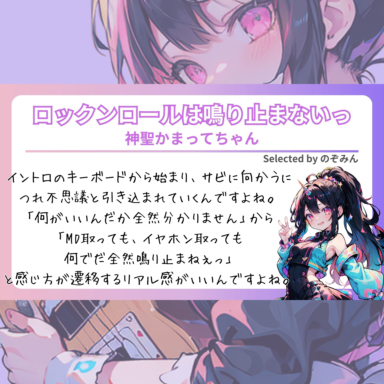 ロックンロールは鳴り止まないっ
神聖かまってちゃん
Selected by のぞみん
イントロのキーボードから始まり、サビに向かうに
つれ不思議と引き込まれていくんですよね。
「何がいいんだか全然分かりません」から
「MD取っても、イヤホン取っても
何でだ全然鳴り止まねぇっ」
と感じ方が遷移するリアル感がいいんですよね。